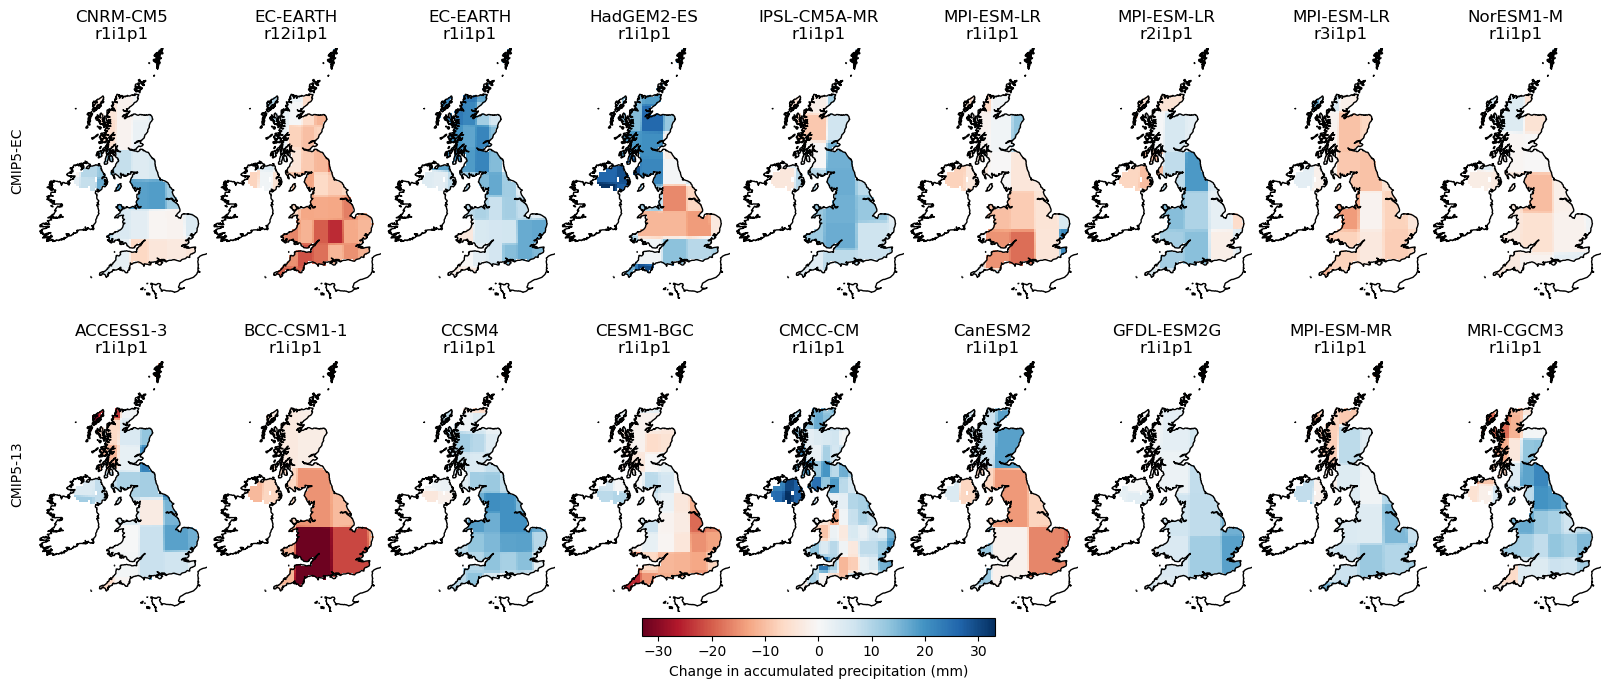 CNRM-CM5 EC-EARTH EC-EARTH HadGEM2-ES IPSL-CM5A-MR MPI-ESM-LR MPI-ESM-LR MPI-ESM-LR NorESM1-M
r1i1p1 r12i1p1 r1i1p1 r1i1p1 r1i1p1 r1i1p1 r2i1p1 r3i1p1 r1i1p1
CMIP5-EC
ACCESS1-3 BCC-CSM1-1 CCSM4 CESM1-BGC CMCC-CM CanESM2 GFDL-ESM2G MPI-ESM-MR MRI-CGCM3
r1i1p1 r1i1p1 r1i1p1 r1i1p1 r1i1p1 r1i1p1 r1i1p1 r1i1p1 r1i1p1
CMIP5-13
−30 −20 −10 0 10 20 30
Change in accumulated precipitation (mm)